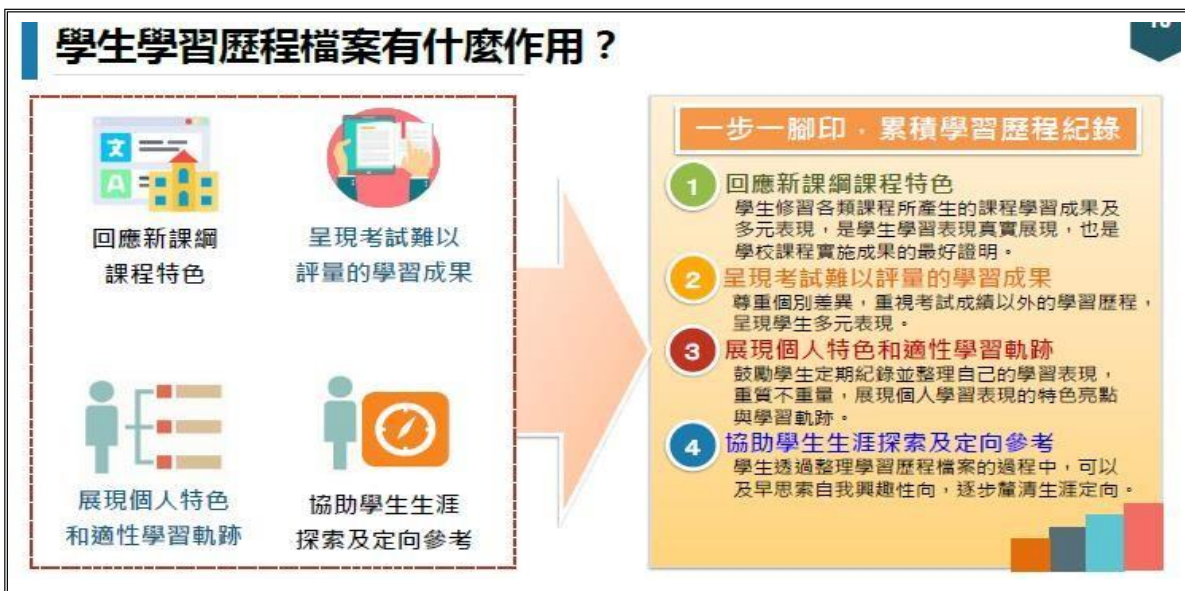 學生學習歷程檔案有什麼作用？
回應新課綱
課程特色
呈現考試難以
評量的學習成果
展現個人特色
和適性學習軌跡
協助學生生涯
探索及定向參考
一步一腳印．累積學習歷程紀錄
1 回應新課綱課程特色
學生修習各類課程所產生的課程學習成果及
多元表現，是學生學習表現真實展現，也是
學校課程實施成果的最好證明。
2 呈現考試難以評量的學習成果
尊重個別差異，重視考試成績以外的學習歷程，
呈現學生多元表現。
3 展現個人特色和適性學習軌跡
鼓勵學生定期紀錄並整理自己的學習表現，
重質不重量，展現個人學習表現的特色亮點
與學習軌跡。
4 協助學生生涯探索及定向參考
學生透過整理學習歷程檔案的過程中，可以
及早思索自我興趣性向，逐步釐清生涯定向。
文
A